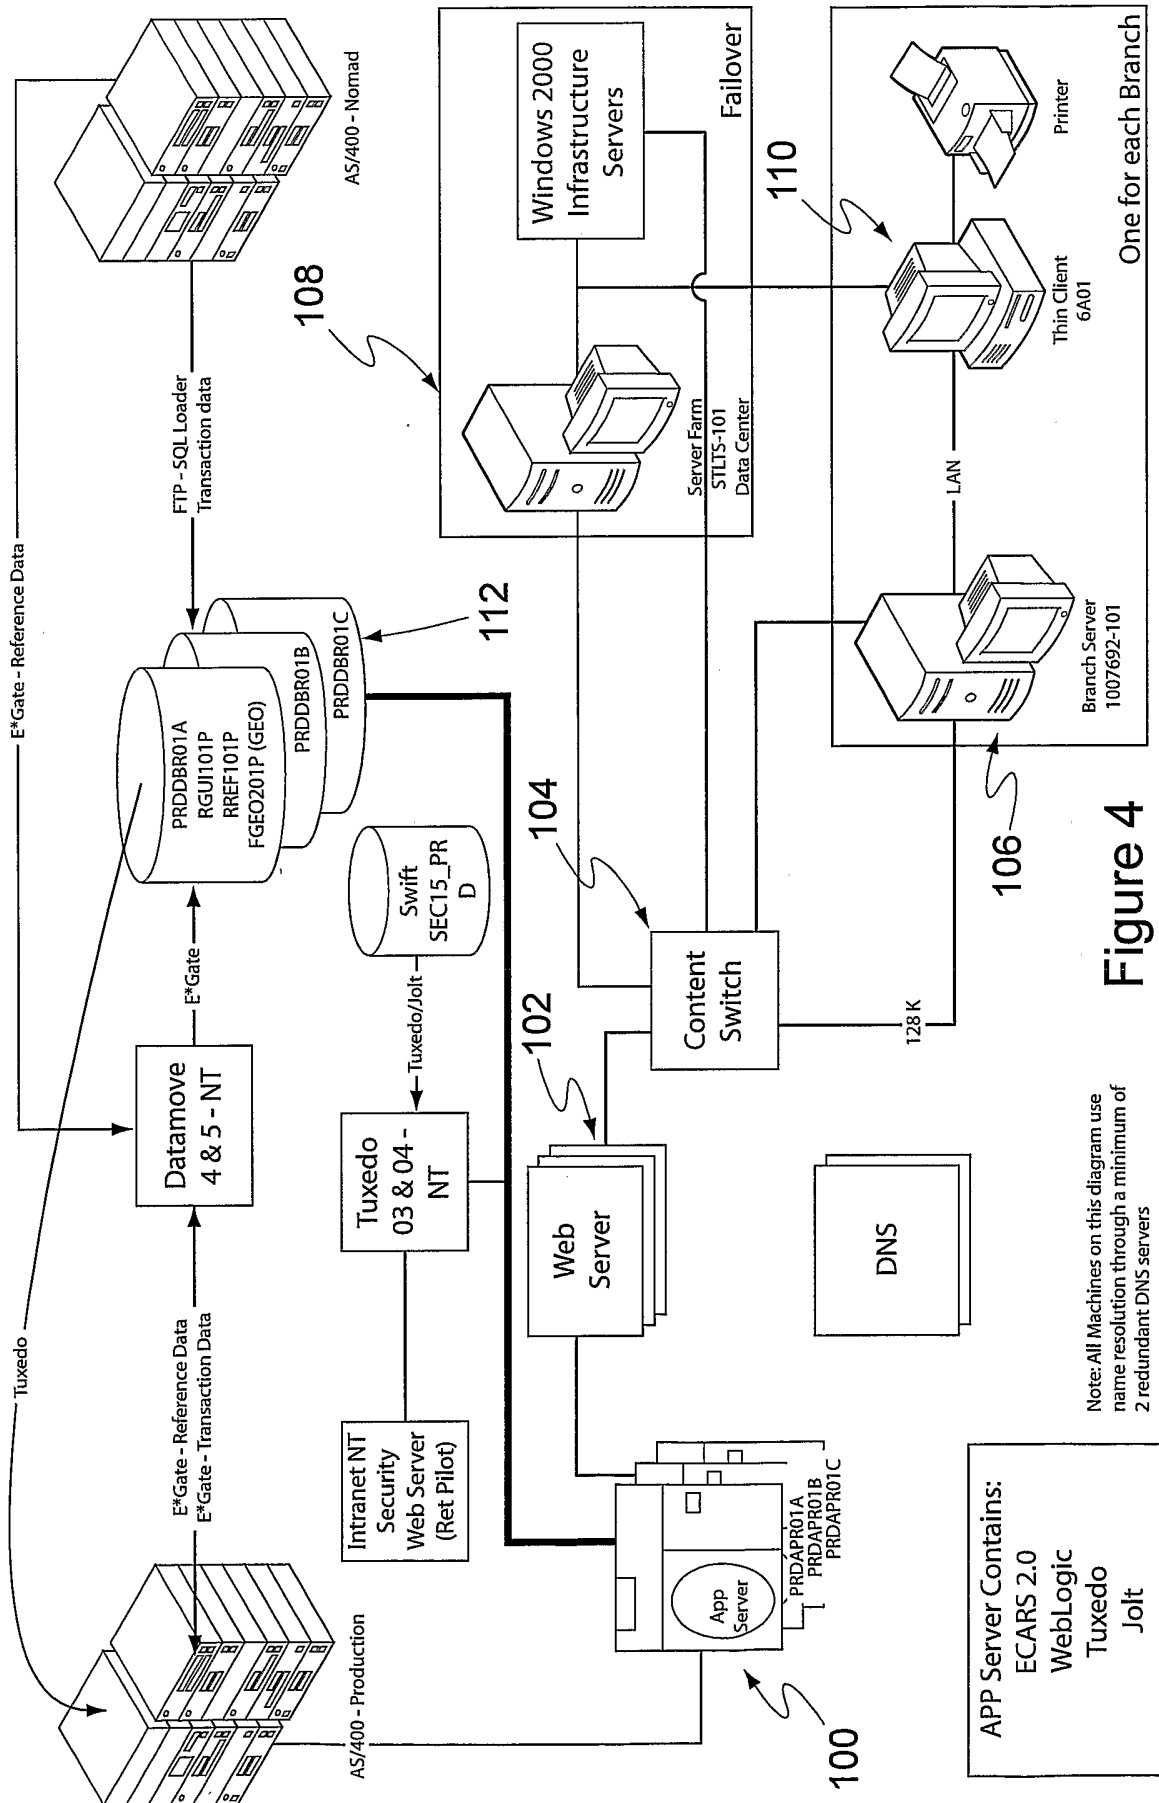 Tuxedo
E*Gate - Reference Data
AS/400 - Production
E*Gate - Reference Data
E*Gate - Transaction Data
Datamove
4 & 5 - NT
E*Gate
PRDDBR01A
RGUI101P
RREF101P
FGEO201P (GEO)
PRDDBR01B
PRDDBR01C
112
FTP - SQL Loader
Transaction data
AS/400 - Nomad
Intranet NT
Security
Web Server
(Ret Pilot)
Tuxedo
03 & 04 -
NT
Tuxedo/Jolt
Swift
SEC15_PR
D
108
Server Farm
STLTS-101
Data Center
Windows 2000
Infrastructure
Servers
Failover
App
Server
PRDAPR01A
PRDAPR01B
PRDAPR01C
100
Web
Server
102
Content
Switch
104
110
128 K
DNS
Branch Server
1007692-101
106
LAN
Thin Client
6A01
Printer
One for each Branch
APP Server Contains:
ECARS 2.0
WebLogic
Tuxedo
Jolt
Note: All Machines on this diagram use
name resolution through a minimum of
2 redundant DNS servers
Figure 4